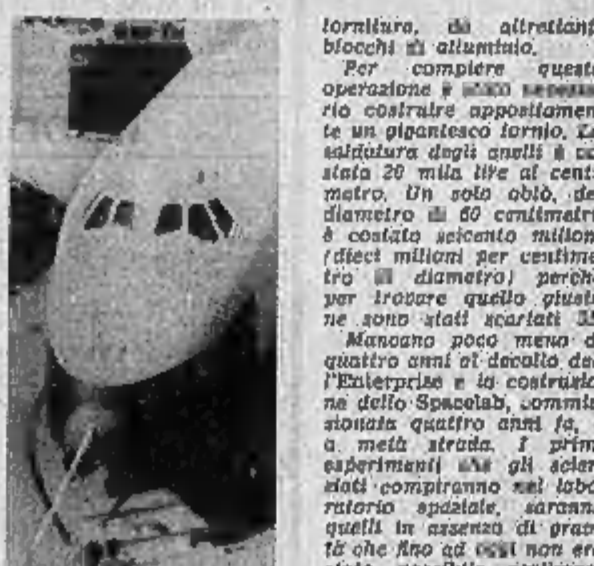 tornitura, da altrettanti
blocchi di alluminio.
Per compiere questa
operazione è stato necessa
rio costruire appositamen
te un gigantesco tornio. La
saldatura degli anelli è co
stata 20 mila lire al centi
metro. Un solo oblò, del
diametro di 60 centimetri
è costato seicento milioni
(dieci milioni per centime
tro di diametro) perché
per trovare quello giusto
ne sono stati scartati
Mancano poco meno di
quattro anni al decollo del
l'Enterprise e la costruzio
ne dello Spacelab, commis
sionata quattro anni fa,
a metà strada. I primi
esperimenti che gli scien
ziati compiranno nel labo
ratorio spaziale, saranno
quelli in assenza di gravi
tà che fino ad oggi non era